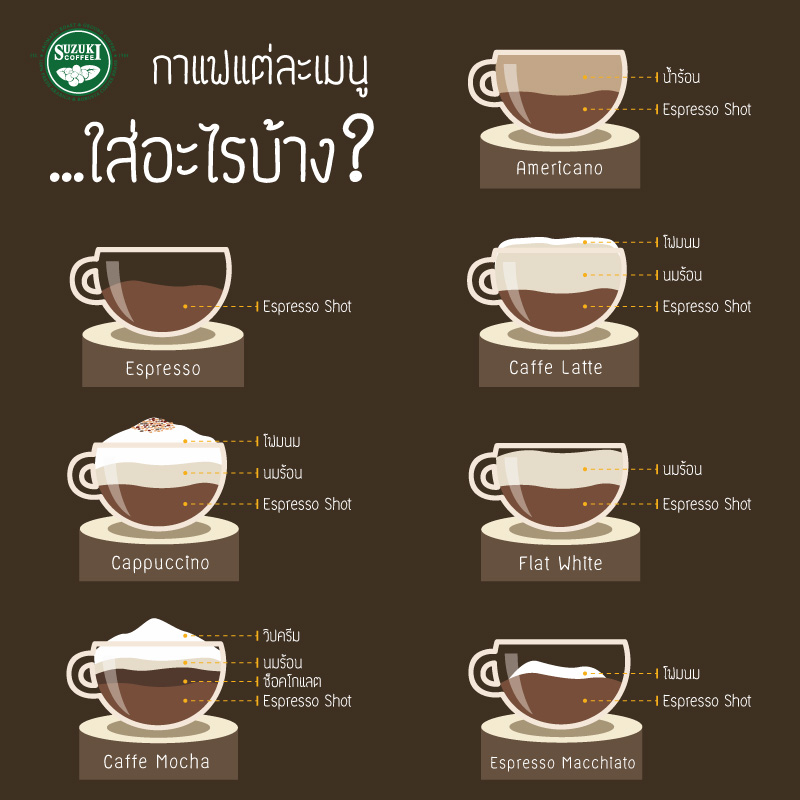 SUZUKI
COFFEE
กาแฟแต่ละเมนู
...ใส่อะไรบ้าง?
น้ำร้อน
Espresso Shot
Americano
Espresso Shot
Espresso
โฟมนม
นมร้อน
Espresso Shot
Caffe Latte
โฟมนม
นมร้อน
Espresso Shot
Cappuccino
นมร้อน
Espresso Shot
Flat White
วิปครีม
นมร้อน
ช็อคโกแลต
Espresso Shot
Caffe Mocha
โฟมนม
Espresso Shot
Espresso Macchiato